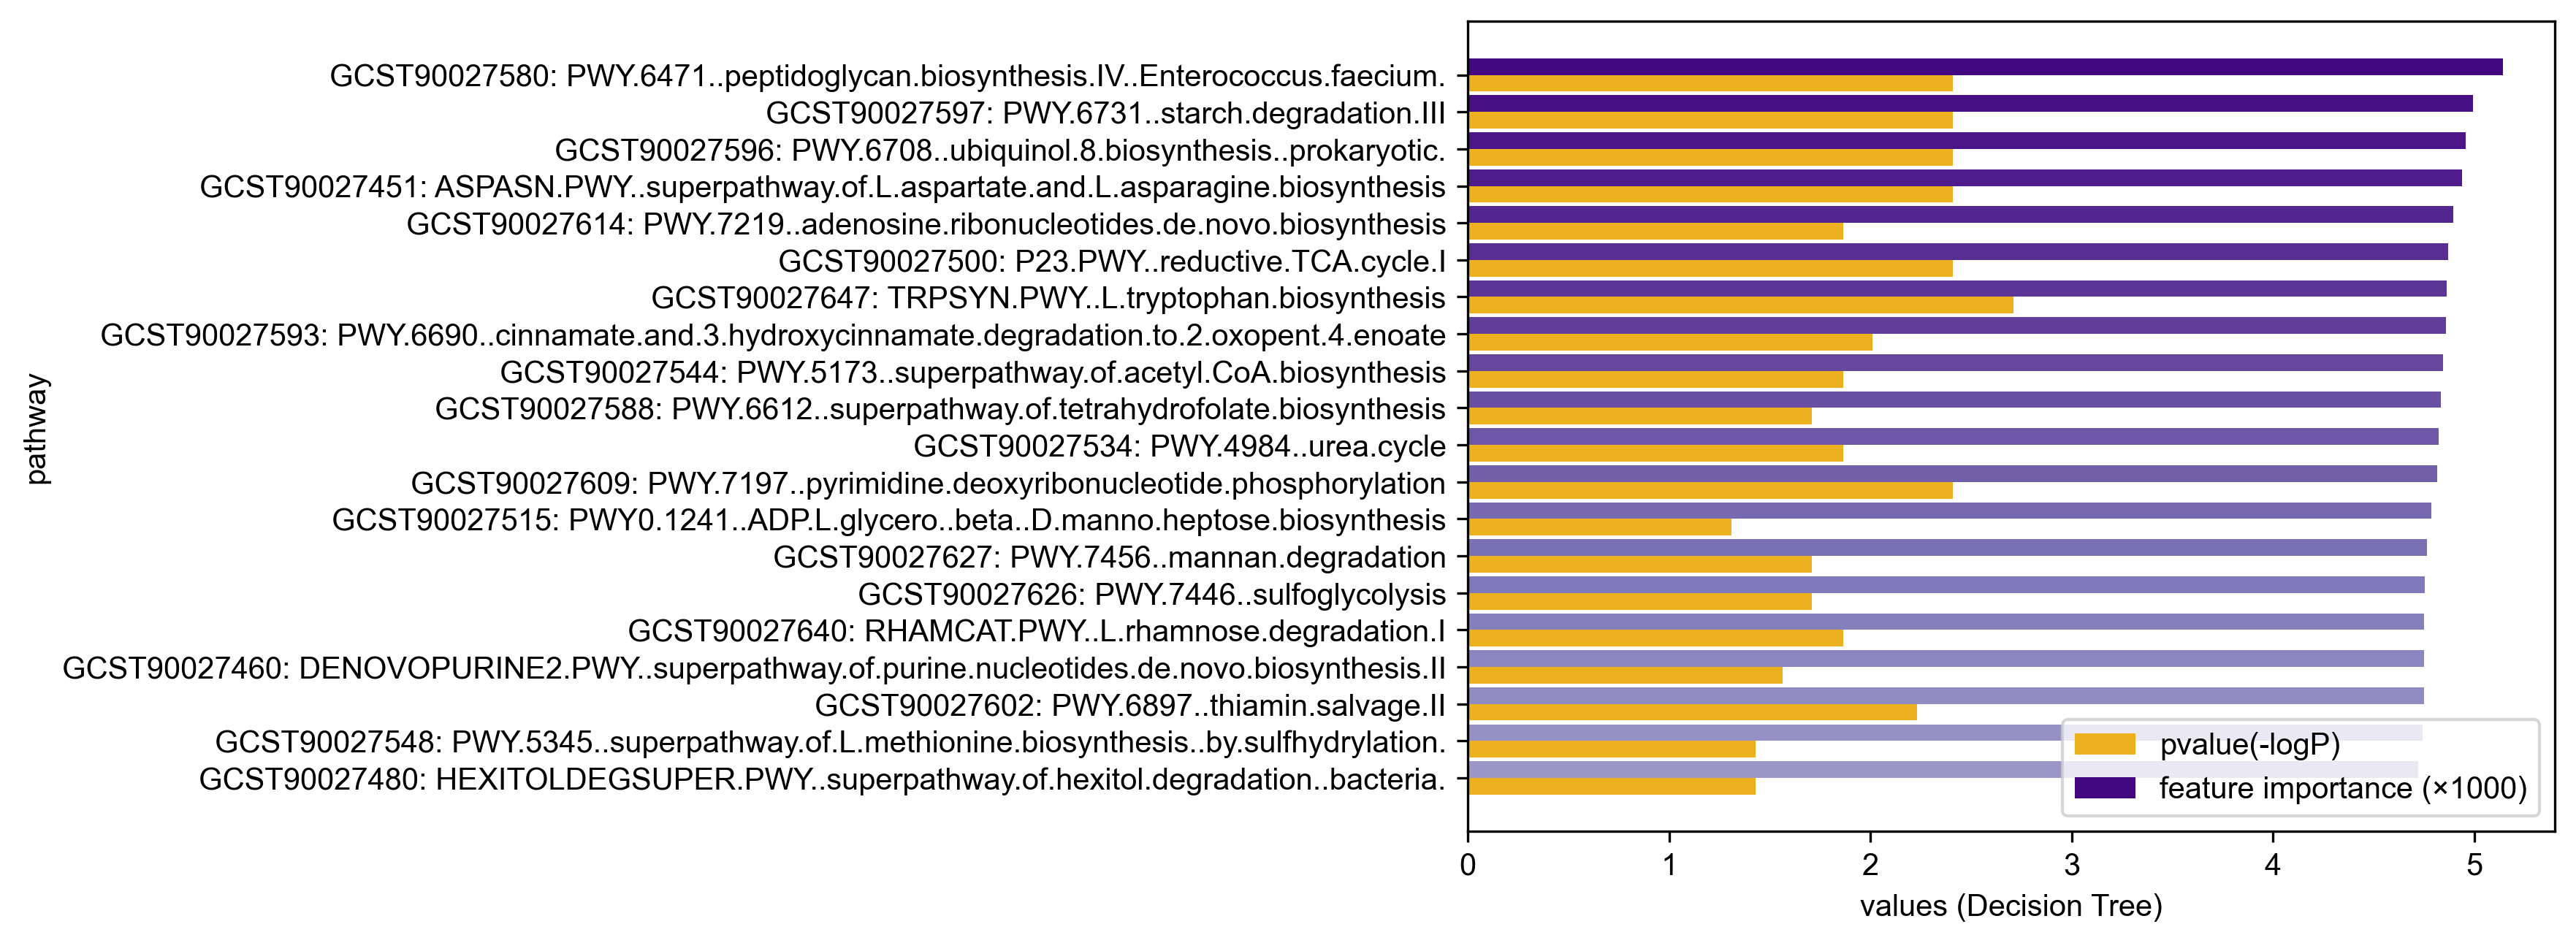 pathway
GCST90027580: PWY.6471..peptidoglycan.biosynthesis.IV..Enterococcus.faecium.
GCST90027597: PWY.6731..starch.degradation.III
GCST90027596: PWY.6708..ubiquinol.8.biosynthesis..prokaryotic.
GCST90027451: ASPASN.PWY..superpathway.of.L.aspartate.and.L.asparagine.biosynthesis
GCST90027614: PWY.7219..adenosine.ribonucleotides.de.novo.biosynthesis
GCST90027500: P23.PWY..reductive.TCA.cycle.I
GCST90027647: TRPSYN.PWY..L.tryptophan.biosynthesis
GCST90027593: PWY.6690..cinnamate.and.3.hydroxycinnamate.degradation.to.2.oxopent.4.enoate
GCST90027544: PWY.5173..superpathway.of.acetyl.CoA.biosynthesis
GCST90027588: PWY.6612..superpathway.of.tetrahydrofolate.biosynthesis
GCST90027534: PWY.4984..urea.cycle
GCST90027609: PWY.7197..pyrimidine.deoxyribonucleotide.phosphorylation
GCST90027515: PWY0.1241..ADP.L.glycero..beta..D.manno.heptose.biosynthesis
GCST90027627: PWY.7456..mannan.degradation
GCST90027626: PWY.7446..sulfoglycolysis
GCST90027640: RHAMCAT.PWY..L.rhamnose.degradation.I
GCST90027460: DENOVOPURINE2.PWY..superpathway.of.purine.nucleotides.de.novo.biosynthesis.II
GCST90027602: PWY.6897..thiamin.salvage.II
GCST90027548: PWY.5345..superpathway.of.L.methionine.biosynthesis..by.sulfhydrylation.
GCST90027480: HEXITOLDEGSUPER.PWY..superpathway.of.hexitol.degradation..bacteria.
pvalue(-logP)
feature importance (×1000)
0 1 2 3 4 5
values (Decision Tree)